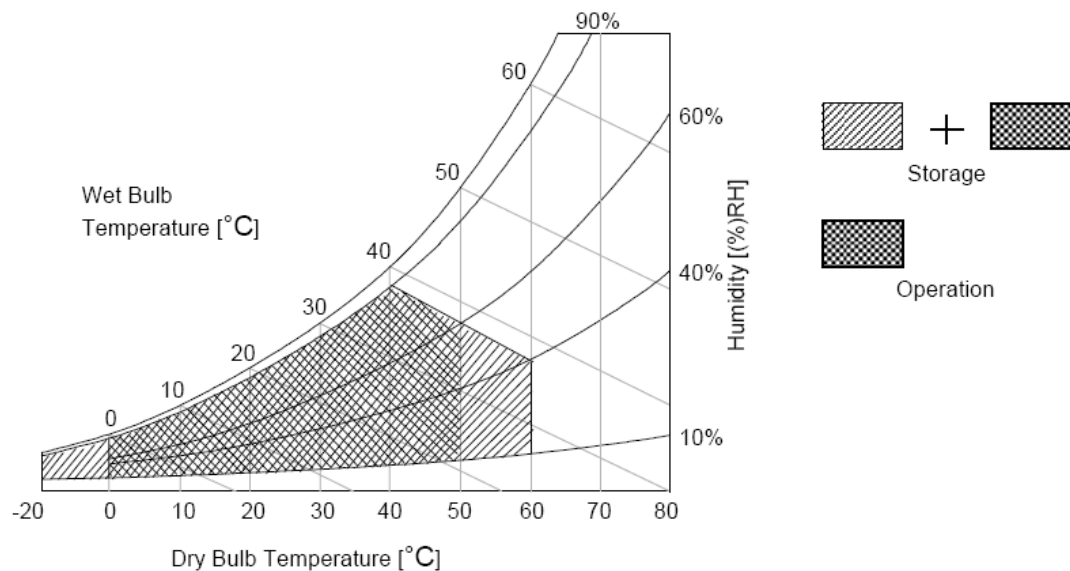 90%
60
60%
50
Wet Bulb
Temperature [°C]
Storage
40
40%
Humidity [(%)RH]
Operation
30
20
10
0
10%
-20 0 10 20 30 40 50 60 70 80
Dry Bulb Temperature [°C]